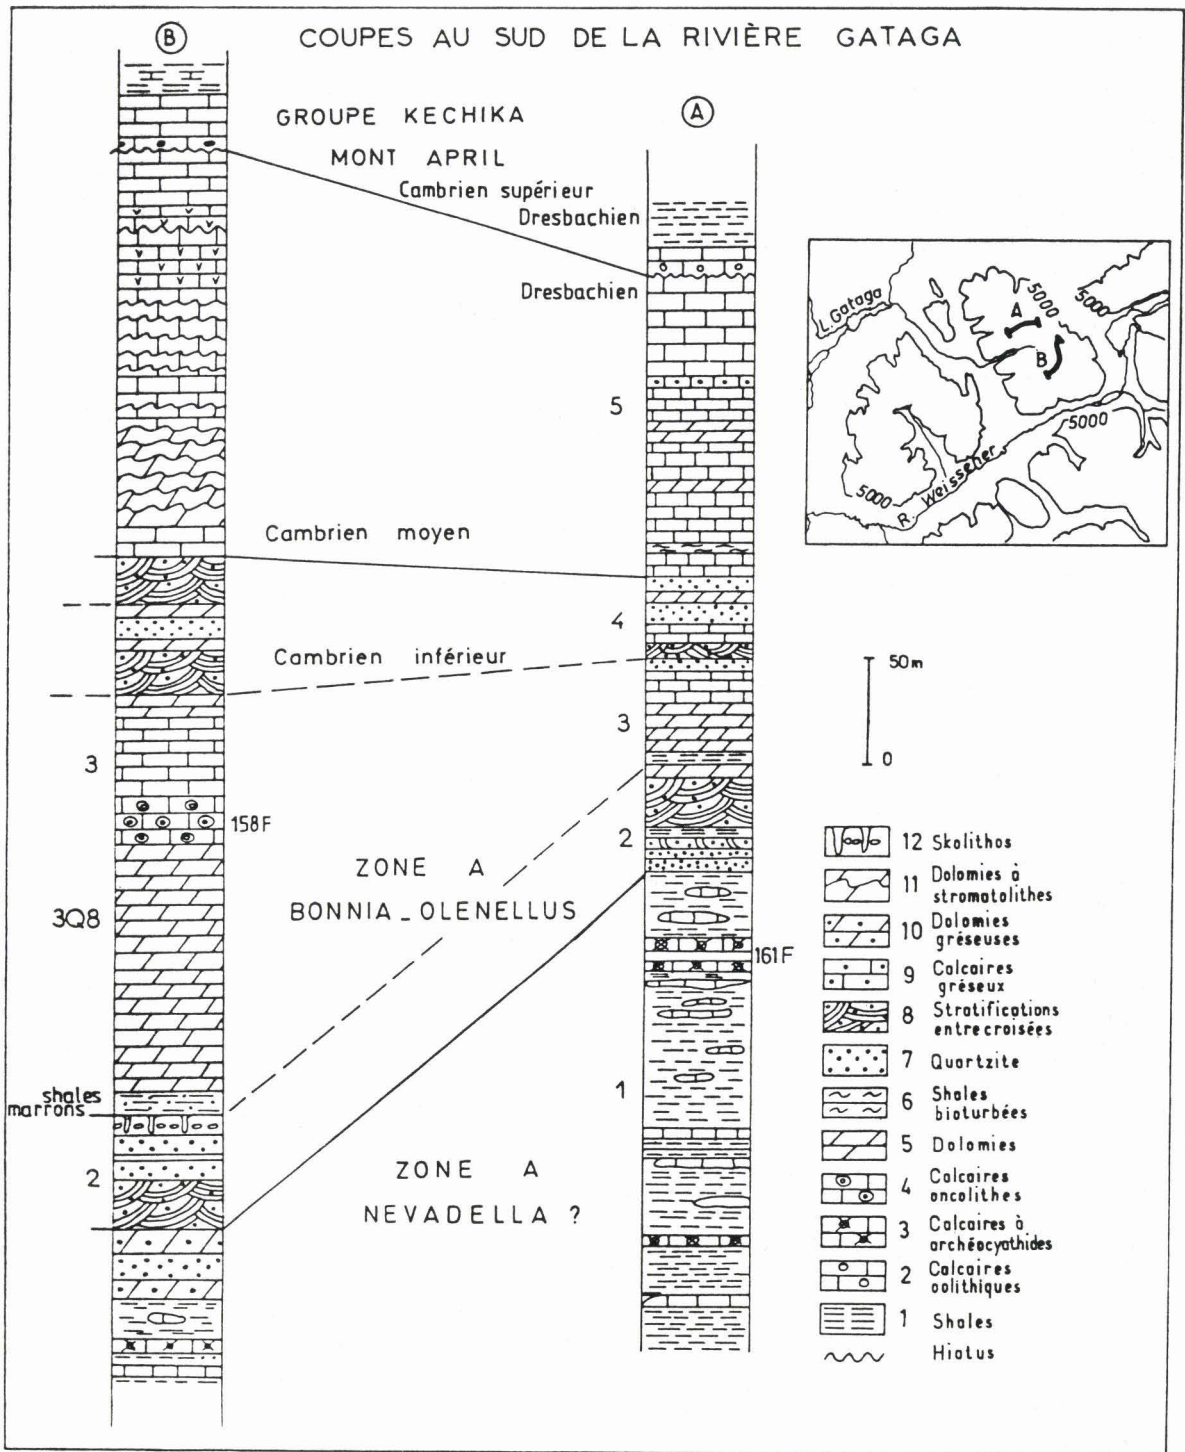 COUPES AU SUD DE LA RIVIÈRE GATAGA
B
A
GROUPE KECHIKA
MONT APRIL
Cambrien supérieur
Dresbachien
Dresbachien
5
Cambrien moyen
4
Cambrien inférieur
3
3
158F
2
ZONE A
BONNIA_OLENELLUS
3Q8
161F
1
shales
marrons
2
ZONE A
NEVADELLA ?
L. Gataga
5000
5000
A
B
5000
5000
R. Weissener
50m
0
12 Skolithos
11 Dolomies à
stromatolithes
10 Dolomies
gréseuses
9 Calcaires
gréseux
8 Stratifications
entrecroisées
7 Quartzite
6 Shales
bioturbées
5 Dolomies
4 Calcaires
oncolithes
3 Calcaires à
archéocyathides
2 Calcaires
oolithiques
1 Shales
Hiatus